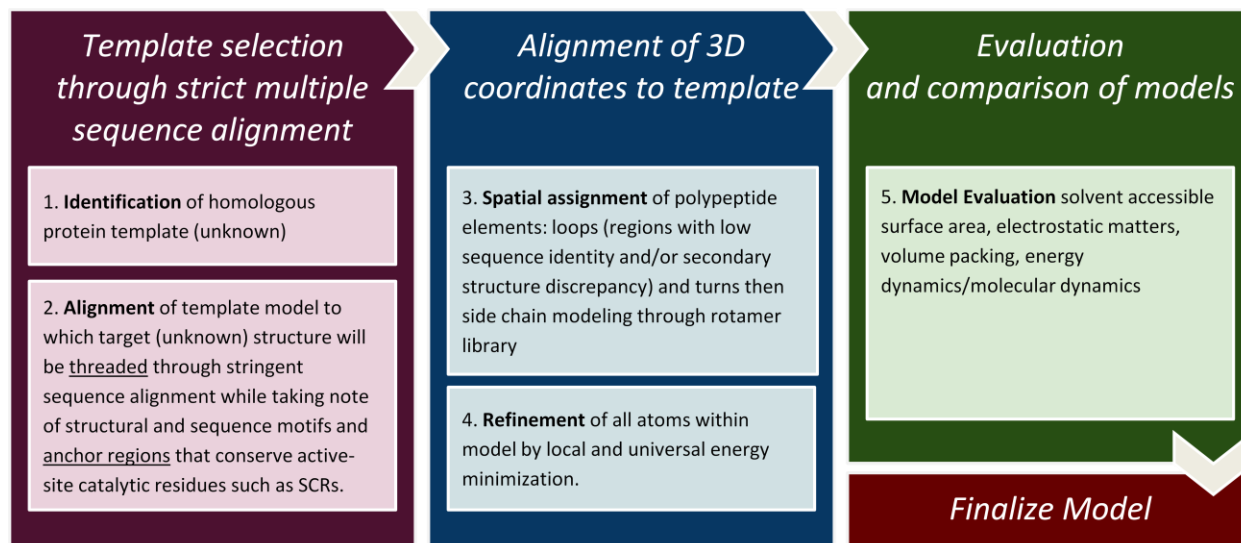 Template selection
through strict multiple
sequence alignment
1. Identification of homologous
protein template (unknown)
2. Alignment of template model to
which target (unknown) structure will
be threaded through stringent
sequence alignment while taking note
of structural and sequence motifs and
anchor regions that conserve active-
site catalytic residues such as SCRs.
Alignment of 3D
coordinates to template
3. Spatial assignment of polypeptide
elements: loops (regions with low
sequence identity and/or secondary
structure discrepancy) and turns then
side chain modeling through rotamer
library
4. Refinement of all atoms within
model by local and universal energy
minimization.
Evaluation
and comparison of models
5. Model Evaluation solvent accessible
surface area, electrostatic matters,
volume packing, energy
dynamics/molecular dynamics
Finalize Model